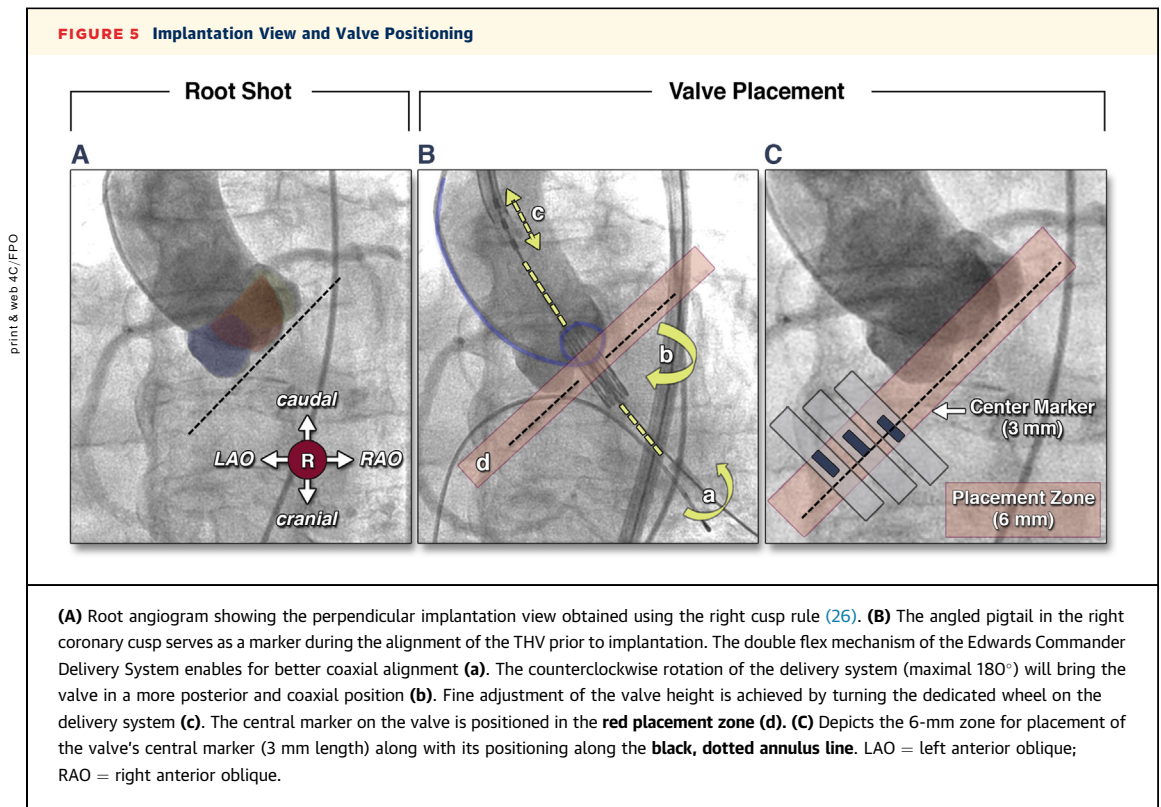 FIGURE 5 Implantation View and Valve Positioning
print & web 4C/FPO
Root Shot
Valve Placement
A
B
C
caudal
LAO R RAO
cranial
c
b
d
a
Center Marker
(3 mm)
Placement Zone
(6 mm)
(A) Root angiogram showing the perpendicular implantation view obtained using the right cusp rule (26). (B) The angled pigtail in the right
coronary cusp serves as a marker during the alignment of the THV prior to implantation. The double flex mechanism of the Edwards Commander
Delivery System enables for better coaxial alignment (a). The counterclockwise rotation of the delivery system (maximal 180°) will bring the
valve in a more posterior and coaxial position (b). Fine adjustment of the valve height is achieved by turning the dedicated wheel on the
delivery system (c). The central marker on the valve is positioned in the red placement zone (d). (C) Depicts the 6-mm zone for placement of
the valve's central marker (3 mm length) along with its positioning along the black, dotted annulus line. LAO = left anterior oblique;
RAO = right anterior oblique.